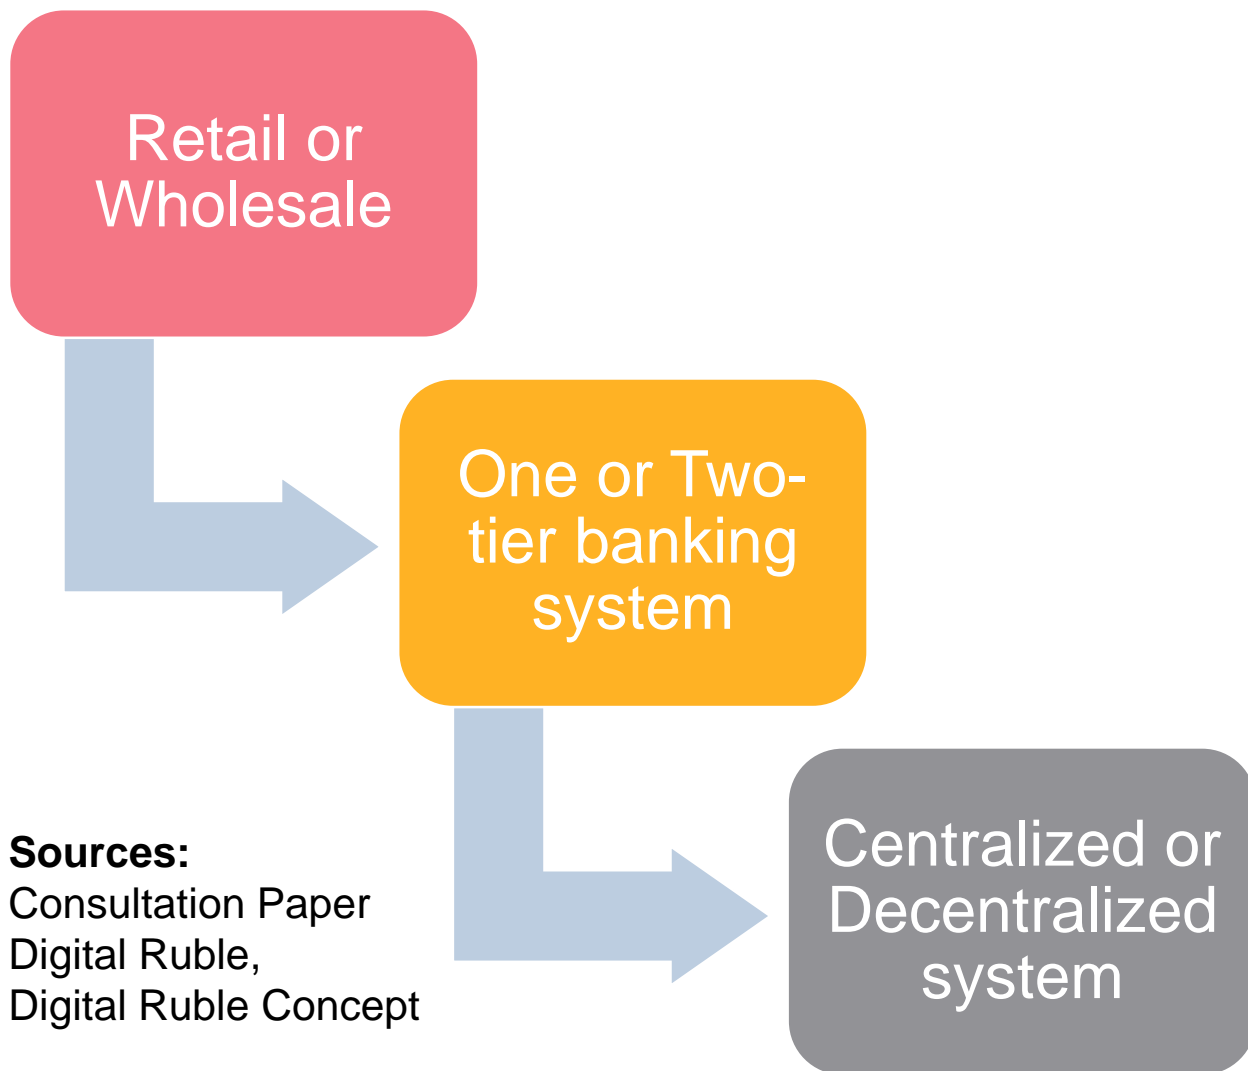 Retail or
Wholesale
One or Two-
tier banking
system
Centralized or
Decentralized
system
Sources:
Consultation Paper
Digital Ruble,
Digital Ruble Concept